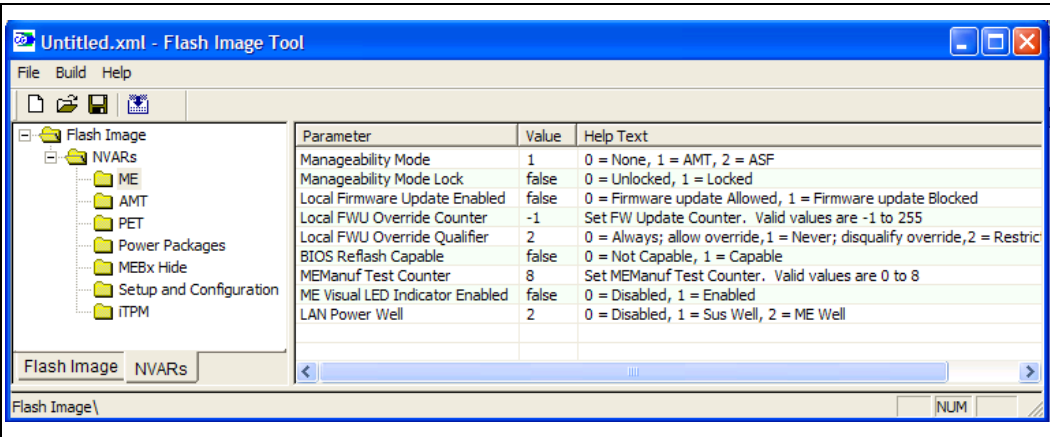 Untitled.xml - Flash Image Tool
File Build Help
Flash Image
NVARs
ME
AMT
PET
Power Packages
MEBx Hide
Setup and Configuration
iTPM
Flash Image NVARs
Parameter Value Help Text
Manageability Mode 1 0 = None, 1 = AMT, 2 = ASF
Manageability Mode Lock false 0 = Unlocked, 1 = Locked
Local Firmware Update Enabled false 0 = Firmware update Allowed, 1 = Firmware update Blocked
Local FWU Override Counter -1 Set FW Update Counter. Valid values are -1 to 255
Local FWU Override Qualifier 2 0 = Always; allow override,1 = Never; disqualify override,2 = Restric
BIOS Reflash Capable false 0 = Not Capable, 1 = Capable
MEManuf Test Counter 8 Set MEManuf Test Counter. Valid values are 0 to 8
ME Visual LED Indicator Enabled false 0 = Disabled, 1 = Enabled
LAN Power Well 2 0 = Disabled, 1 = Sus Well, 2 = ME Well
Flash Image\ NUM